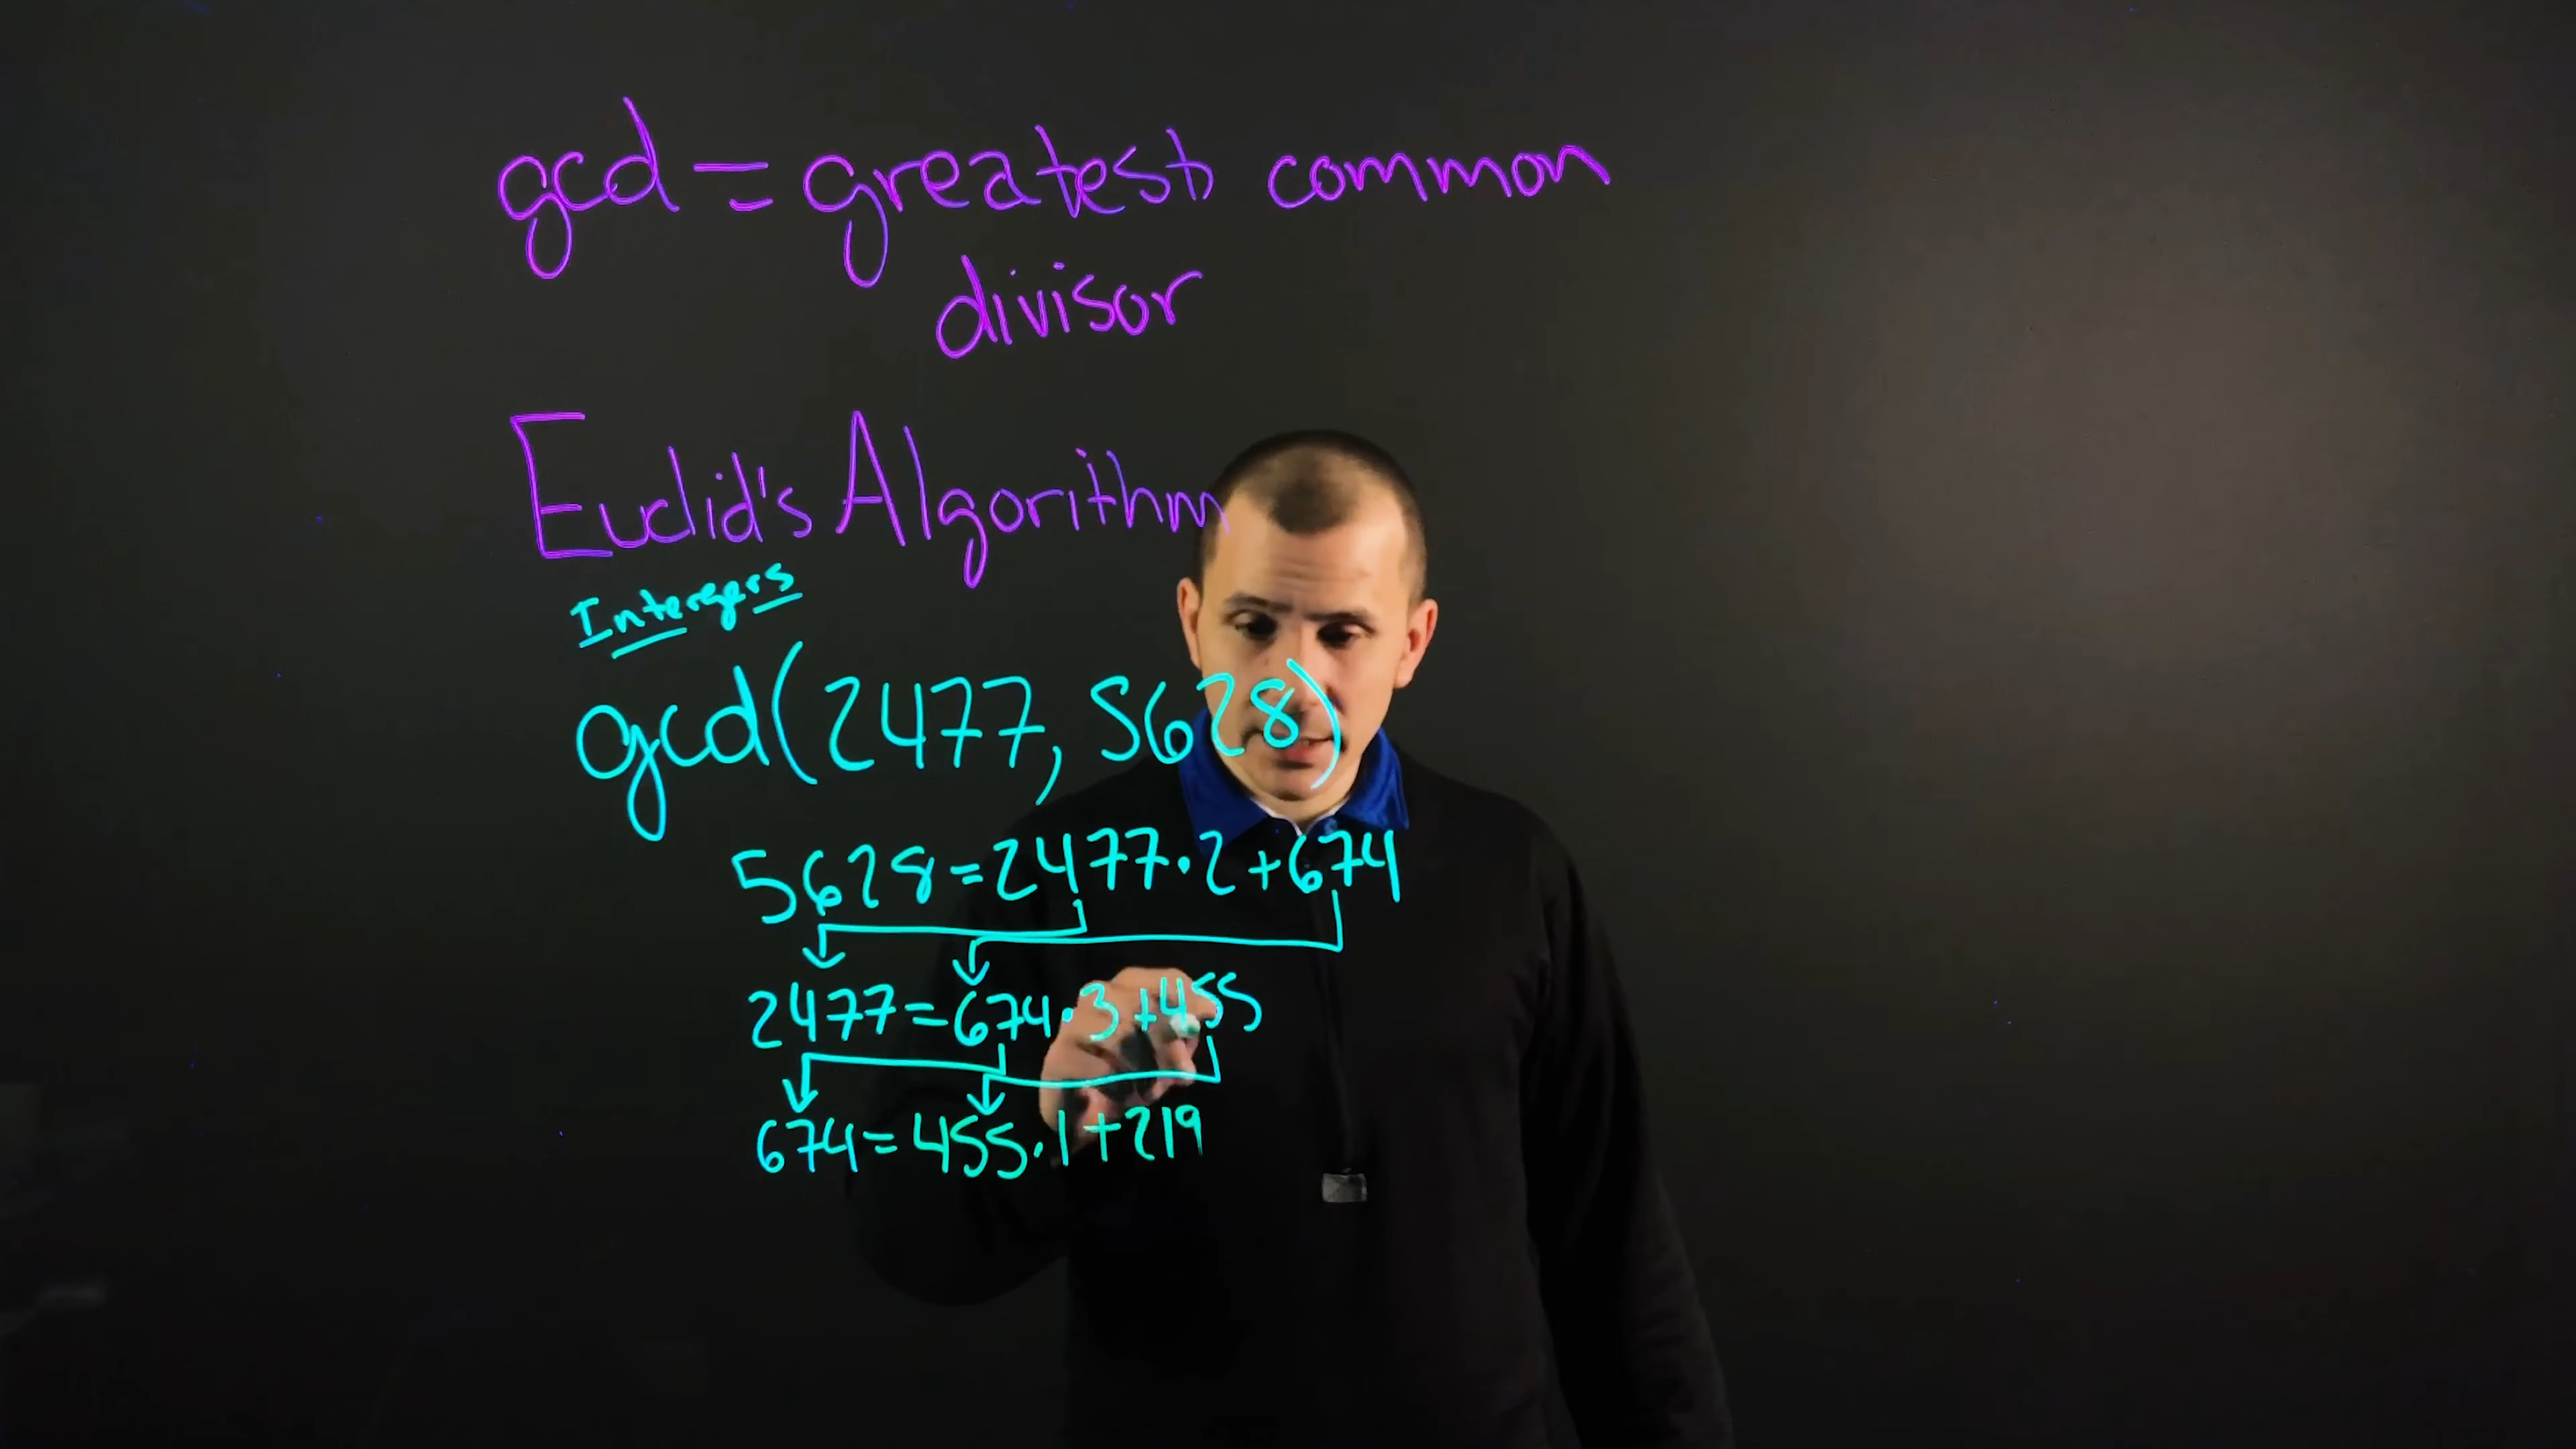 gcd = greatest common
divisor
Euclid's Algorithm
Interegers
gcd(2477, 5628)
5628=2477·2+674
2477=674·3+455
674=455·1+219